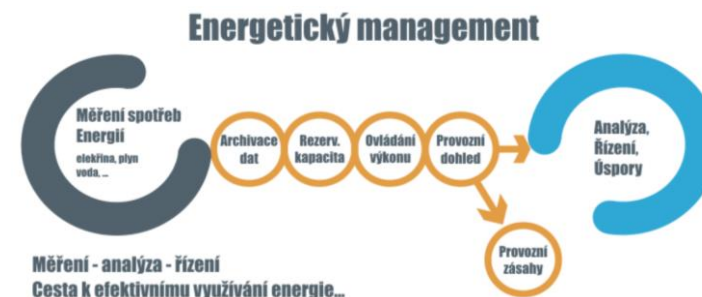 Energetický management
Měření spotřeb
Energií
elekřina, plyn
voda, ...
Archivace
dat
Rezerv.
kapacita
Ovládání
výkonu
Provozní
dohled
Analýza,
Řízení,
Úspory
Provozní
zásahy
Měření - analýza - řízení
Cesta k efektivnímu využívání energie...